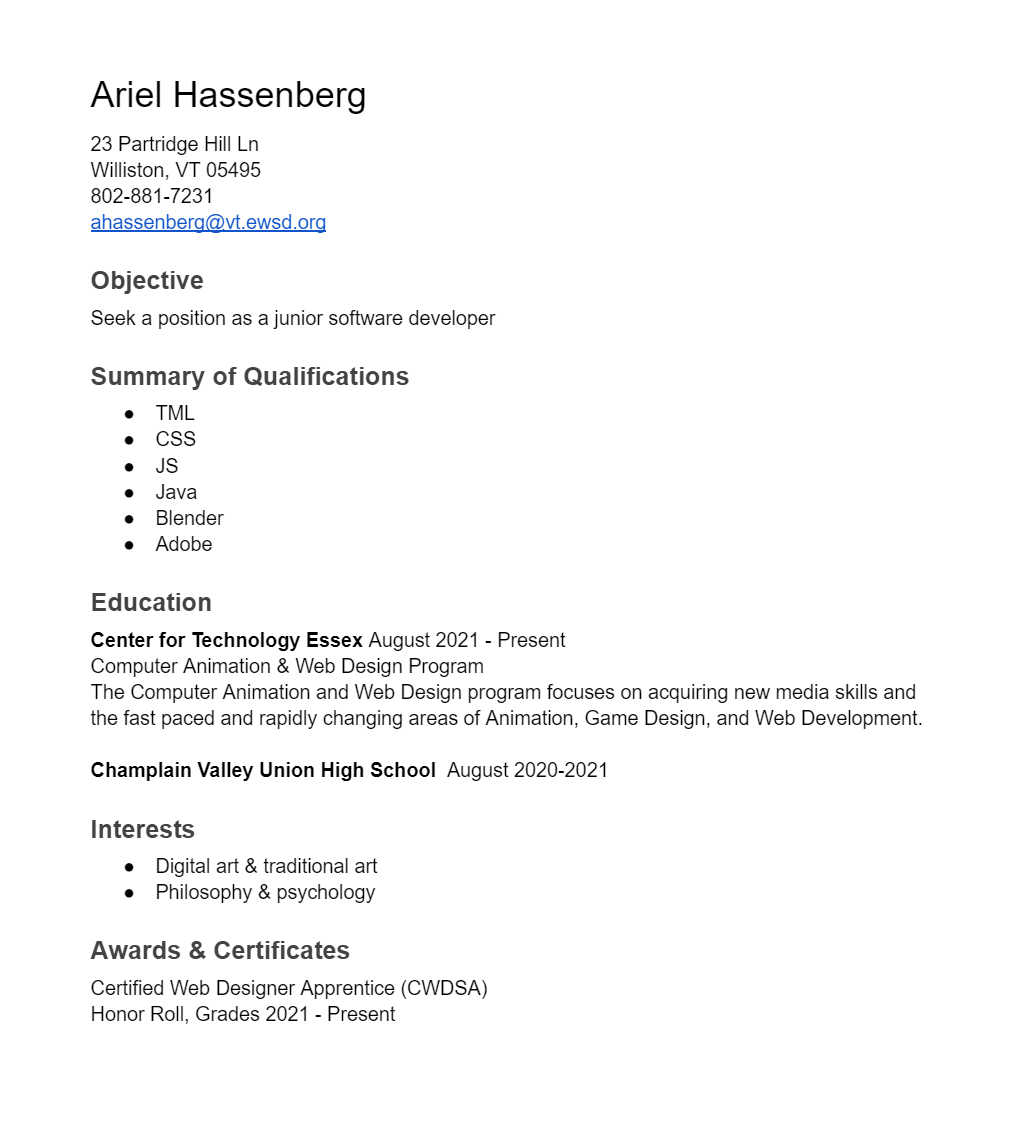 Ariel Hassenberg
23 Partridge Hill Ln
Williston, VT 05495
802-881-7231
ahassenberg@vt.ewsd.org
Objective
Seek a position as a junior software developer
Summary of Qualifications
● TML
● CSS
● JS
● Java
● Blender
● Adobe
Education
Center for Technology Essex August 2021 - Present
Computer Animation & Web Design Program
The Computer Animation and Web Design program focuses on acquiring new media skills and
the fast paced and rapidly changing areas of Animation, Game Design, and Web Development.
Champlain Valley Union High School  August 2020-2021
Interests
● Digital art & traditional art
● Philosophy & psychology
Awards & Certificates
Certified Web Designer Apprentice (CWDSA)
Honor Roll, Grades 2021 - Present